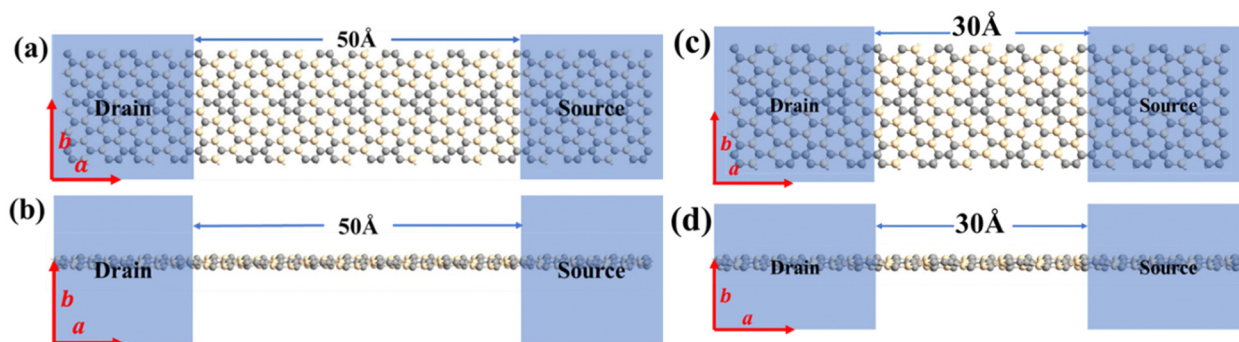 (a)
50Å
Drain
Source
b
a
(b)
50Å
Drain
Source
b
a
(c)
30Å
Drain
Source
b
a
(d)
30Å
Drain
Source
b
a